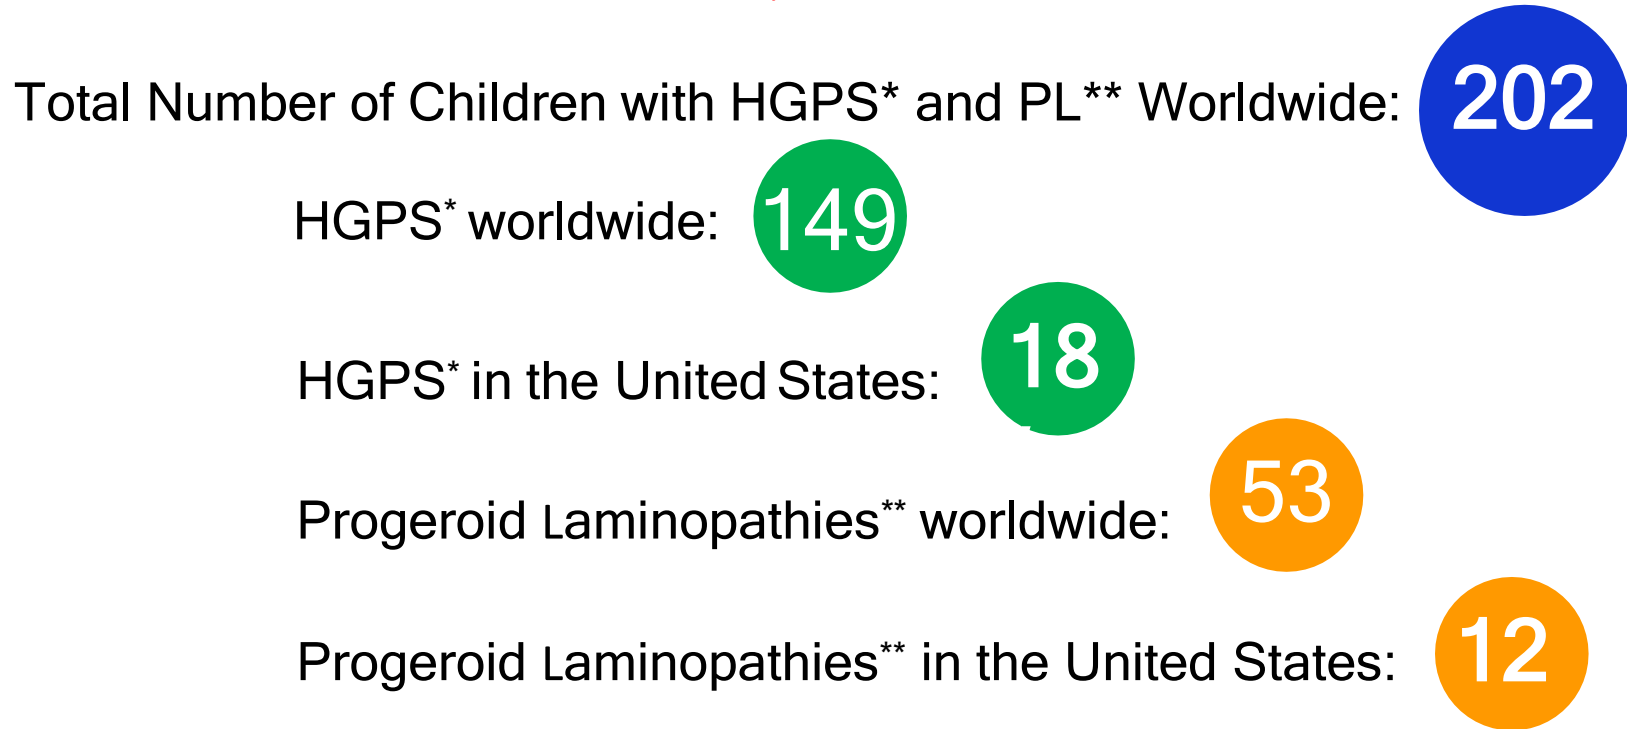 Total Number of Children with HGPS* and PL** Worldwide: 202
HGPS* worldwide: 149
HGPS* in the United States: 18
Progeroid Laminopathies** worldwide: 53
Progeroid Laminopathies** in the United States: 12